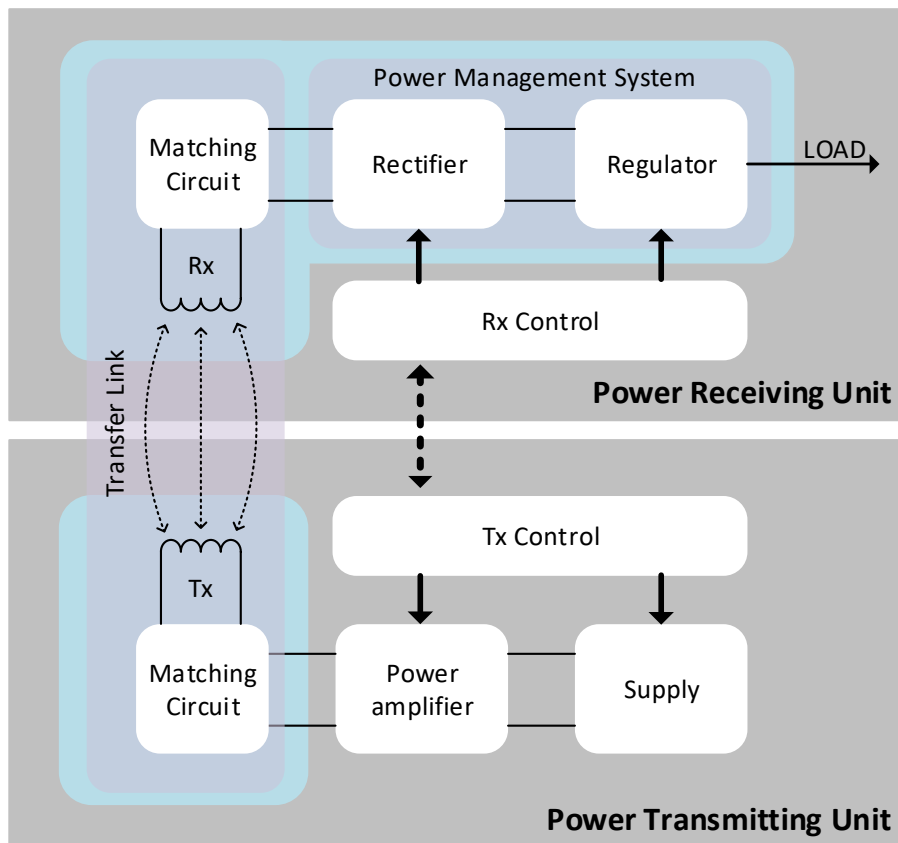 Power Management System
Matching
Circuit
Rectifier
Regulator
LOAD
Rx
Rx Control
Transfer Link
Power Receiving Unit
Tx Control
Tx
Matching
Circuit
Power
amplifier
Supply
Power Transmitting Unit